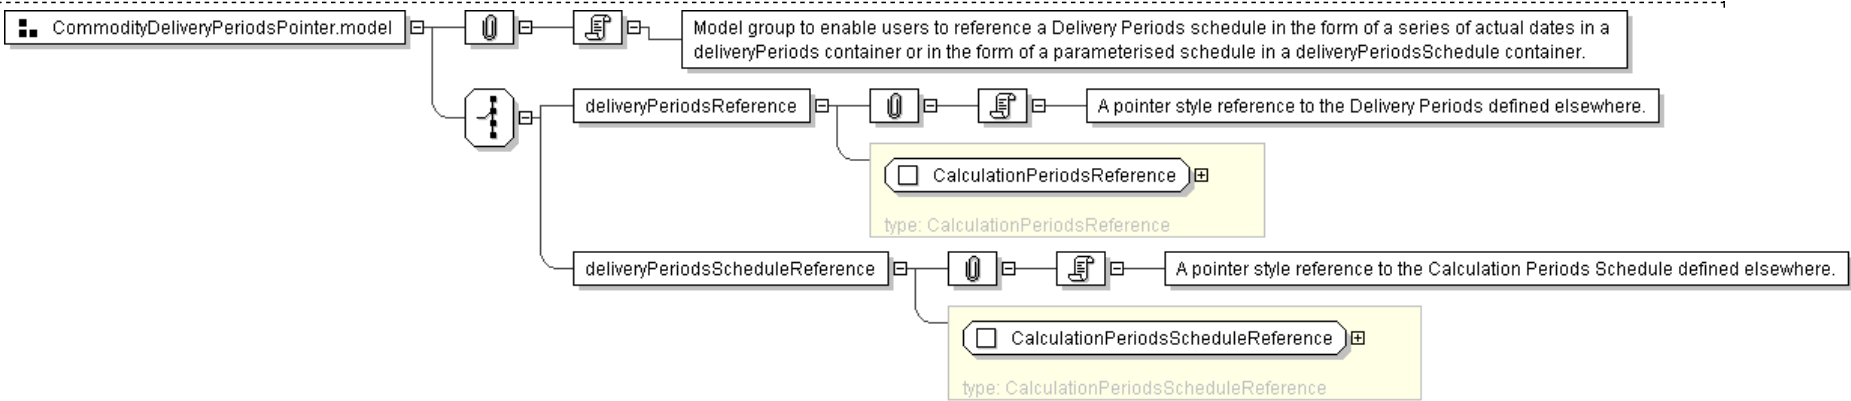 CommodityDeliveryPeriodsPointer.model
Model group to enable users to reference a Delivery Periods schedule in the form of a series of actual dates in a
deliveryPeriods container or in the form of a parameterised schedule in a deliveryPeriodsSchedule container.
deliveryPeriodsReference
A pointer style reference to the Delivery Periods defined elsewhere.
CalculationPeriodsReference
type: CalculationPeriodsReference
deliveryPeriodsScheduleReference
A pointer style reference to the Calculation Periods Schedule defined elsewhere.
CalculationPeriodsScheduleReference
type: CalculationPeriodsScheduleReference